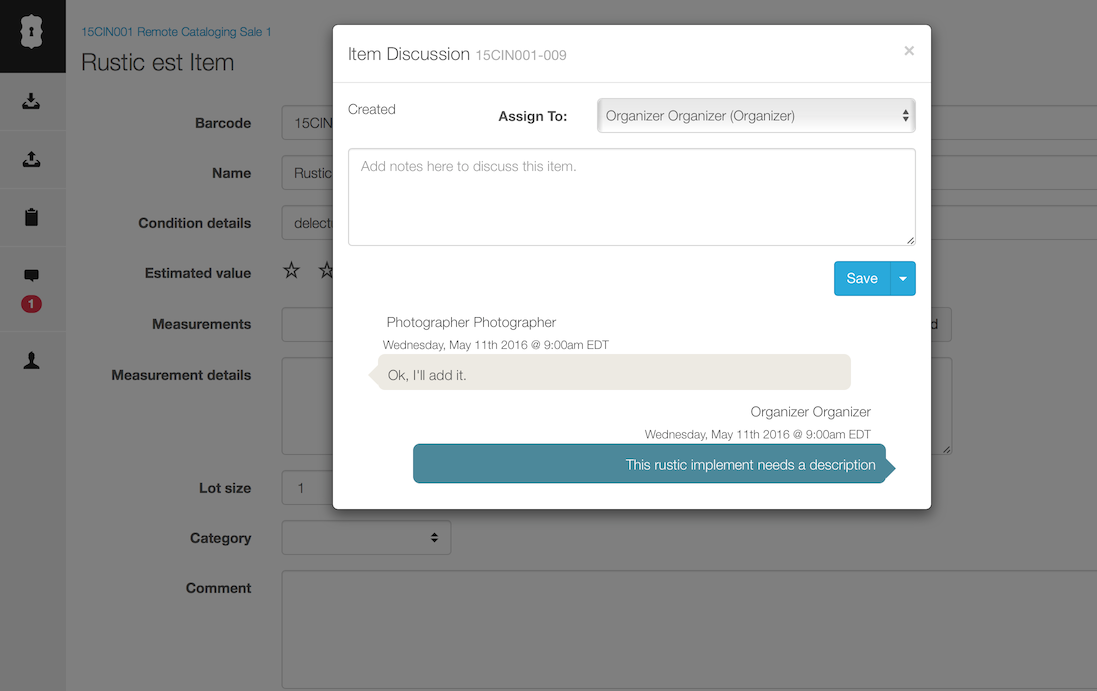 15CIN001 Remote Cataloging Sale 1
Rustic est Item
Item Discussion 15CIN001-009
×
Created
Assign To:
Organizer Organizer (Organizer)
Add notes here to discuss this item.
Save
Photographer Photographer
Wednesday, May 11th 2016 @ 9:00am EDT
Ok, I'll add it.
Organizer Organizer
Wednesday, May 11th 2016 @ 9:00am EDT
This rustic implement needs a description
Barcode
15CIN
Name
Rustic
Condition details
Estimated value
1
Measurements
d
Measurement details
Lot size
1
Category
Comment